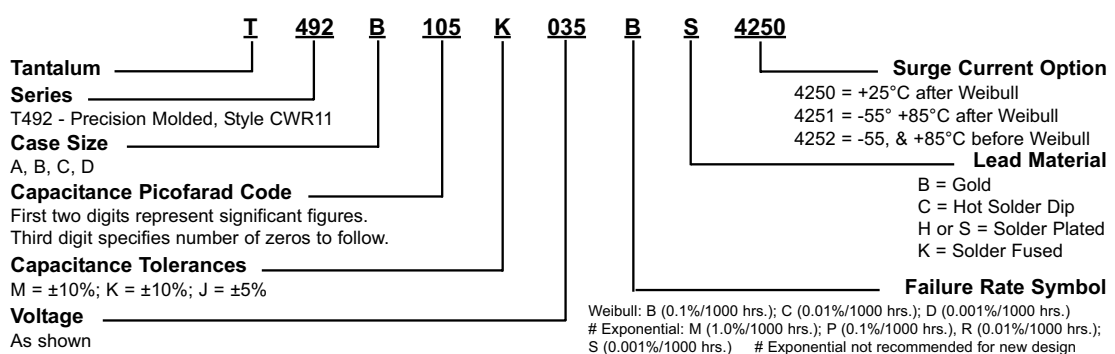 T 492 B 105 K 035 B S 4250
Tantalum
Series
T492 - Precision Molded, Style CWR11
Case Size
A, B, C, D
Capacitance Picofarad Code
First two digits represent significant figures.
Third digit specifies number of zeros to follow.
Capacitance Tolerances
M = ±10%; K = ±10%; J = ±5%
Voltage
As shown
Surge Current Option
4250 = +25°C after Weibull
4251 = -55° +85°C after Weibull
4252 = -55, & +85°C before Weibull
Lead Material
B = Gold
C = Hot Solder Dip
H or S = Solder Plated
K = Solder Fused
Failure Rate Symbol
Weibull: B (0.1%/1000 hrs.); C (0.01%/1000 hrs.); D (0.001%/1000 hrs.)
# Exponential: M (1.0%/1000 hrs.); P (0.1%/1000 hrs.), R (0.01%/1000 hrs.);
S (0.001%/1000 hrs.) # Exponential not recommended for new design